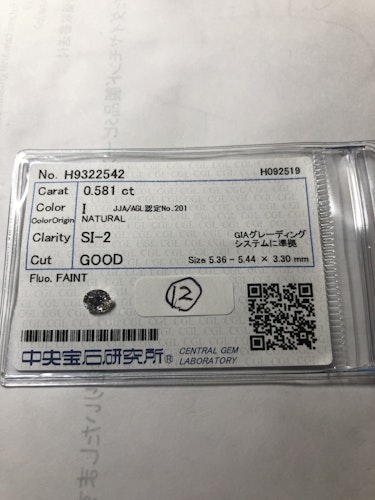 No. H9322542 H092519
Carat 0.581 ct
Color I JJA/AGL認定No.201
ColorOrigin NATURAL
Clarity SI-2 GIAグレーディング
システムに準拠
Cut GOOD Size 5.36 - 5.44 × 3.30 mm
Fluo. FAINT
12
中央宝石研究所® CENTRAL GEM
LABORATORY